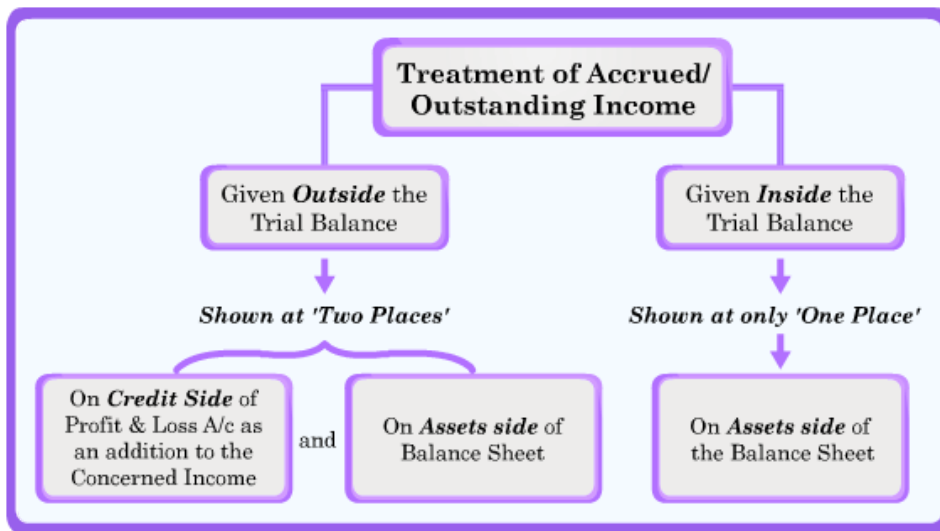 Treatment of Accrued/
Outstanding Income
Given Outside the
Trial Balance
Given Inside the
Trial Balance
Shown at 'Two Places'
Shown at only 'One Place'
On Credit Side of
Profit & Loss A/c as
an addition to the
Concerned Income
and
On Assets side of
Balance Sheet
On Assets side of
the Balance Sheet